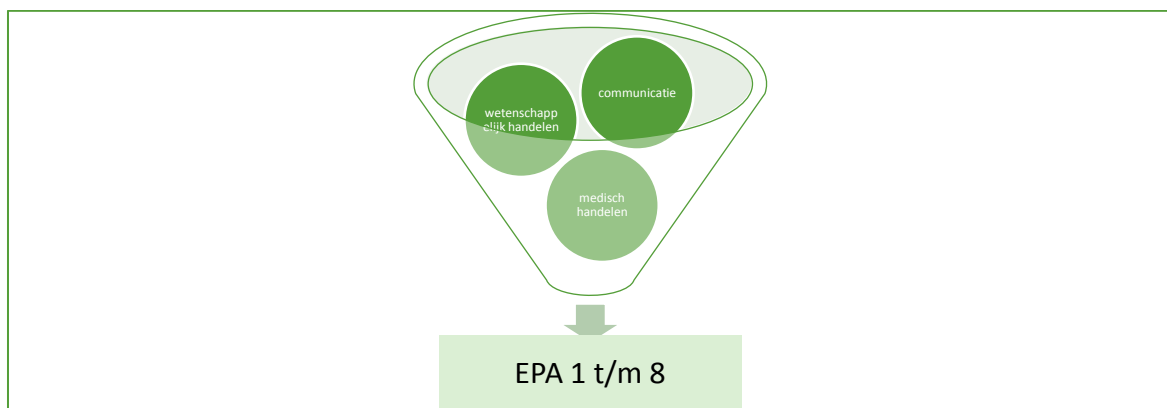 communicatie
wetenschapp
elijk handelen
medisch
handelen
EPA 1 t/m 8